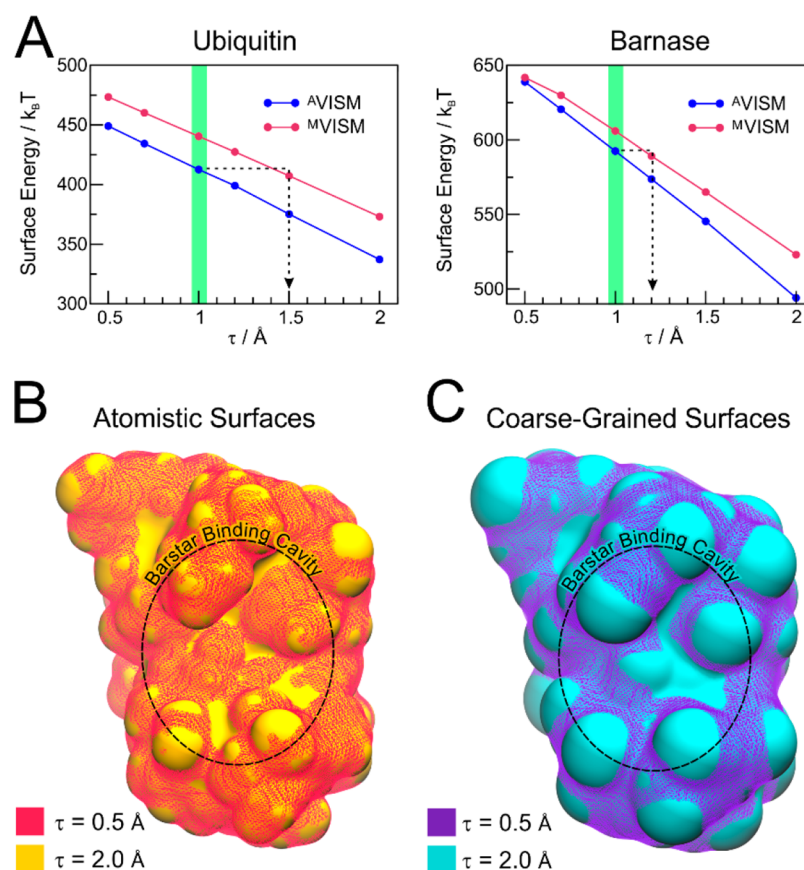 A
Ubiquitin
Surface Energy / kBT
500
450
400
350
300
AVISM
MVISM
0.5 1 1.5 2
τ / Å
Barnase
Surface Energy / kBT
650
600
550
500
AVISM
MVISM
0.5 1 1.5 2
τ / Å
B
Atomistic Surfaces
Barstar Binding Cavity
τ = 0.5 Å
τ = 2.0 Å
C
Coarse-Grained Surfaces
Barstar Binding Cavity
τ = 0.5 Å
τ = 2.0 Å